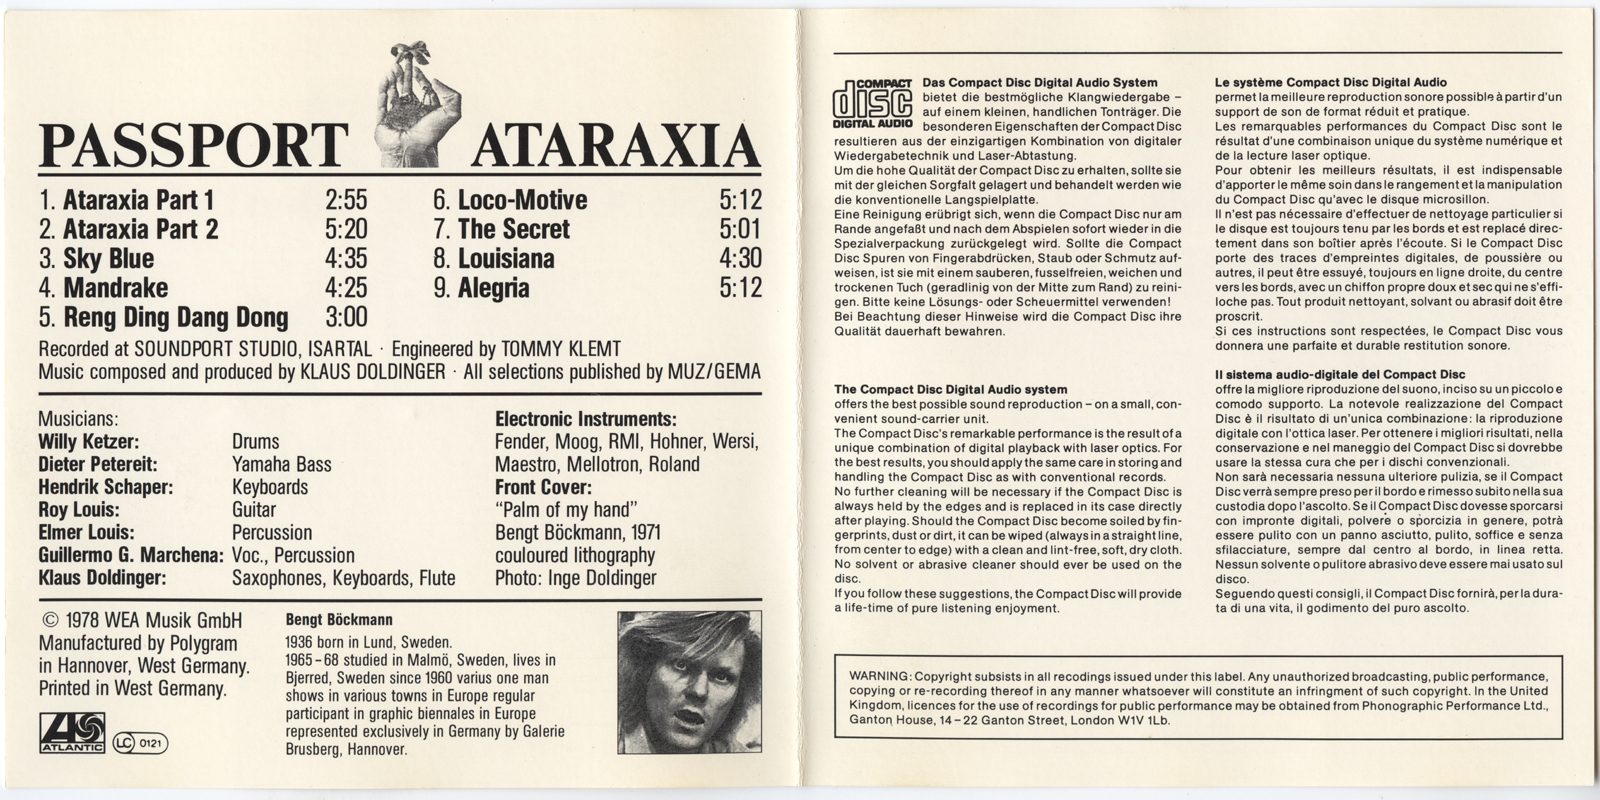 PASSPORT ATARAXIA
1. Ataraxia Part 1 2:55
2. Ataraxia Part 2 5:20
3. Sky Blue 4:35
4. Mandrake 4:25
5. Reng Ding Dang Dong 3:00
6. Loco-Motive 5:12
7. The Secret 5:01
8. Louisiana 4:30
9. Alegria 5:12
Recorded at SOUNDPORT STUDIO, ISARTAL · Engineered by TOMMY KLEMT
Music composed and produced by KLAUS DOLDINGER · All selections published by MUZ/GEMA
Musicians:
Willy Ketzer: Drums
Dieter Petereit: Yamaha Bass
Hendrik Schaper: Keyboards
Roy Louis: Guitar
Elmer Louis: Percussion
Guillermo G. Marchena: Voc., Percussion
Klaus Doldinger: Saxophones, Keyboards, Flute
Electronic Instruments:
Fender, Moog, RMI, Hohner, Wersi,
Maestro, Mellotron, Roland
Front Cover:
“Palm of my hand”
Bengt Böckmann, 1971
couloured lithography
Photo: Inge Doldinger
© 1978 WEA Musik GmbH
Manufactured by Polygram
in Hannover, West Germany.
Printed in West Germany.
ATLANTIC LC 0121
Bengt Böckmann
1936 born in Lund, Sweden.
1965–68 studied in Malmö, Sweden, lives in
Bjerred, Sweden since 1960 varius one man
shows in various towns in Europe regular
participant in graphic biennales in Europe
represented exclusively in Germany by Galerie
Brusberg, Hannover.
COMPACT
disc
DIGITAL AUDIO
Das Compact Disc Digital Audio System
bietet die bestmögliche Klangwiedergabe –
auf einem kleinen, handlichen Tonträger. Die
besonderen Eigenschaften der Compact Disc
resultieren aus der einzigartigen Kombination von digitaler
Wiedergabetechnik und Laser-Abtastung.
Um die hohe Qualität der Compact Disc zu erhalten, sollte sie
mit der gleichen Sorgfalt gelagert und behandelt werden wie
die konventionelle Langspielplatte.
Eine Reinigung erübrigt sich, wenn die Compact Disc nur am
Rande angefaßt und nach dem Abspielen sofort wieder in die
Spezialverpackung zurückgelegt wird. Sollte die Compact
Disc Spuren von Fingerabdrücken, Staub oder Schmutz auf-
weisen, ist sie mit einem sauberen, fusselfreien, weichen und
trockenen Tuch (geradlinig von der Mitte zum Rand) zu reini-
gen. Bitte keine Lösungs- oder Scheuermittel verwenden!
Bei Beachtung dieser Hinweise wird die Compact Disc ihre
Qualität dauerhaft bewahren.
The Compact Disc Digital Audio system
offers the best possible sound reproduction – on a small, con-
venient sound-carrier unit.
The Compact Disc's remarkable performance is the result of a
unique combination of digital playback with laser optics. For
the best results, you should apply the same care in storing and
handling the Compact Disc as with conventional records.
No further cleaning will be necessary if the Compact Disc is
always held by the edges and is replaced in its case directly
after playing. Should the Compact Disc become soiled by fin-
gerprints, dust or dirt, it can be wiped (always in a straight line,
from center to edge) with a clean and lint-free, soft, dry cloth.
No solvent or abrasive cleaner should ever be used on the
disc.
If you follow these suggestions, the Compact Disc will provide
a life-time of pure listening enjoyment.
Le système Compact Disc Digital Audio
permet la meilleure reproduction sonore possible à partir d'un
support de son de format réduit et pratique.
Les remarquables performances du Compact Disc sont le
résultat d'une combinaison unique du système numérique et
de la lecture laser optique.
Pour obtenir les meilleurs résultats, il est indispensable
d'apporter le même soin dans le rangement et la manipulation
du Compact Disc qu'avec le disque microsillon.
Il n'est pas nécessaire d'effectuer de nettoyage particulier si
le disque est toujours tenu par les bords et est replacé direc-
tement dans son boîtier après l'écoute. Si le Compact Disc
porte des traces d'empreintes digitales, de poussière ou
autres, il peut être essuyé, toujours en ligne droite, du centre
vers les bords, avec un chiffon propre doux et sec qui ne s'effi-
loche pas. Tout produit nettoyant, solvant ou abrasif doit être
proscrit.
Si ces instructions sont respectées, le Compact Disc vous
donnera une parfaite et durable restitution sonore.
Il sistema audio-digitale del Compact Disc
offre la migliore riproduzione del suono, inciso su un piccolo e
comodo supporto. La notevole realizzazione del Compact
Disc è il risultato di un'unica combinazione: la riproduzione
digitale con l'ottica laser. Per ottenere i migliori risultati, nella
conservazione e nel maneggio del Compact Disc si dovrebbe
usare la stessa cura che per i dischi convenzionali.
Non sarà necessaria nessuna ulteriore pulizia, se il Compact
Disc verrà sempre preso per il bordo e rimesso subito nella sua
custodia dopo l'ascolto. Se il Compact Disc dovesse sporcarsi
con impronte digitali, polvere o sporcizia in genere, potrà
essere pulito con un panno asciutto, pulito, soffice e senza
sfilacciature, sempre dal centro al bordo, in linea retta.
Nessun solvente o pulitore abrasivo deve essere mai usato sul
disco.
Seguendo questi consigli, il Compact Disc fornirà, per la dura-
ta di una vita, il godimento del puro ascolto.
WARNING: Copyright subsists in all recodings issued under this label. Any unauthorized broadcasting, public performance,
copying or re-recording thereof in any manner whatsoever will constitute an infringment of such copyright. In the United
Kingdom, licences for the use of recordings for public performance may be obtained from Phonographic Performance Ltd.,
Ganton House, 14–22 Ganton Street, London W1V 1Lb.